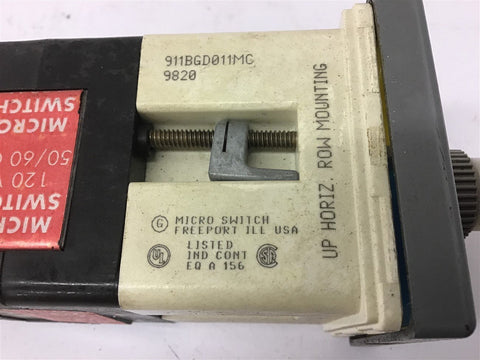 911BGD011MC
9820
UP HORIZ. ROW MOUNTING
G MICRO SWITCH
FREEPORT ILL USA
UL LISTED
IND CONT
EQ A 156
MICRO
SWITCH
120 V
50/60
MICRO
SWITCH